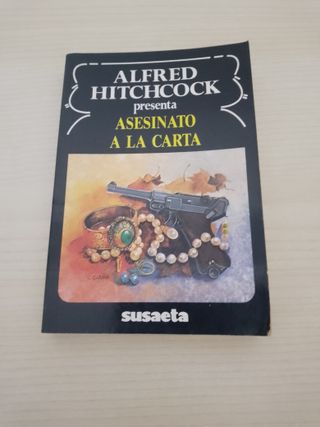 ALFRED
HITCHCOCK
presenta
ASESINATO
A LA CARTA
susaeta